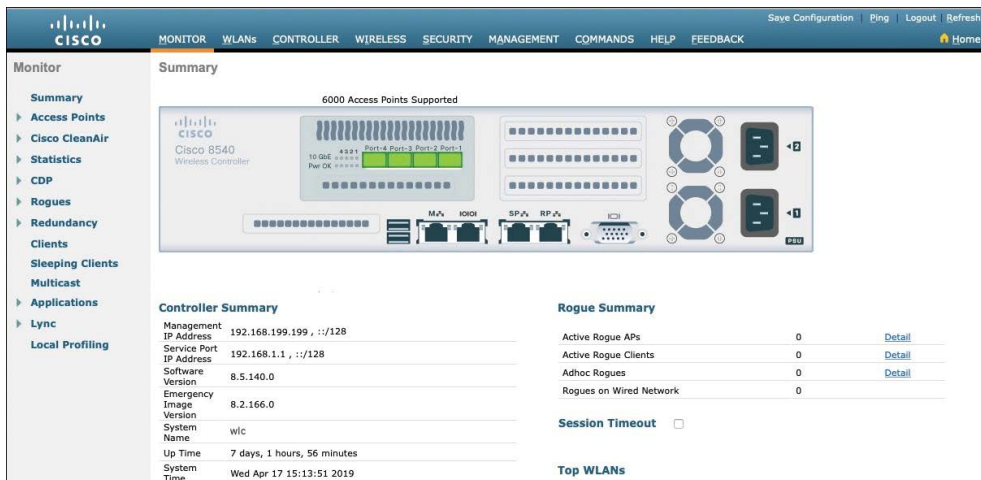 Save Configuration | Ping | Logout | Refresh
CISCO
MONITOR WLANs CONTROLLER WIRELESS SECURITY MANAGEMENT COMMANDS HELP FEEDBACK
Home
Monitor
Summary
Access Points
Cisco CleanAir
Statistics
CDP
Rogues
Redundancy
Clients
Sleeping Clients
Multicast
Applications
Lync
Local Profiling
Summary
6000 Access Points Supported
CISCO
Cisco 8540
Wireless Controller
4 3 2 1 Port-4 Port-3 Port-2 Port-1
10 GbE
Pwr OK
M IOIOI SP RP IOI
2
1
PSU
Controller Summary
Management IP Address 192.168.199.199 , ::/128
Service Port IP Address 192.168.1.1 , ::/128
Software Version 8.5.140.0
Emergency Image Version 8.2.166.0
System Name wlc
Up Time 7 days, 1 hours, 56 minutes
System Time Wed Apr 17 15:13:51 2019
Rogue Summary
Active Rogue APs 0 Detail
Active Rogue Clients 0 Detail
Adhoc Rogues 0 Detail
Rogues on Wired Network 0
Session Timeout
Top WLANs